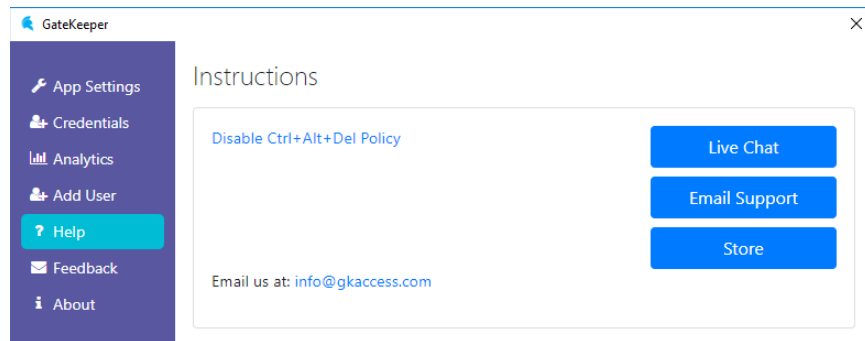 GateKeeper
App Settings
Credentials
Analytics
Add User
Help
Feedback
About
Instructions
Disable Ctrl+Alt+Del Policy
Live Chat
Email Support
Store
Email us at: info@gkaccess.com